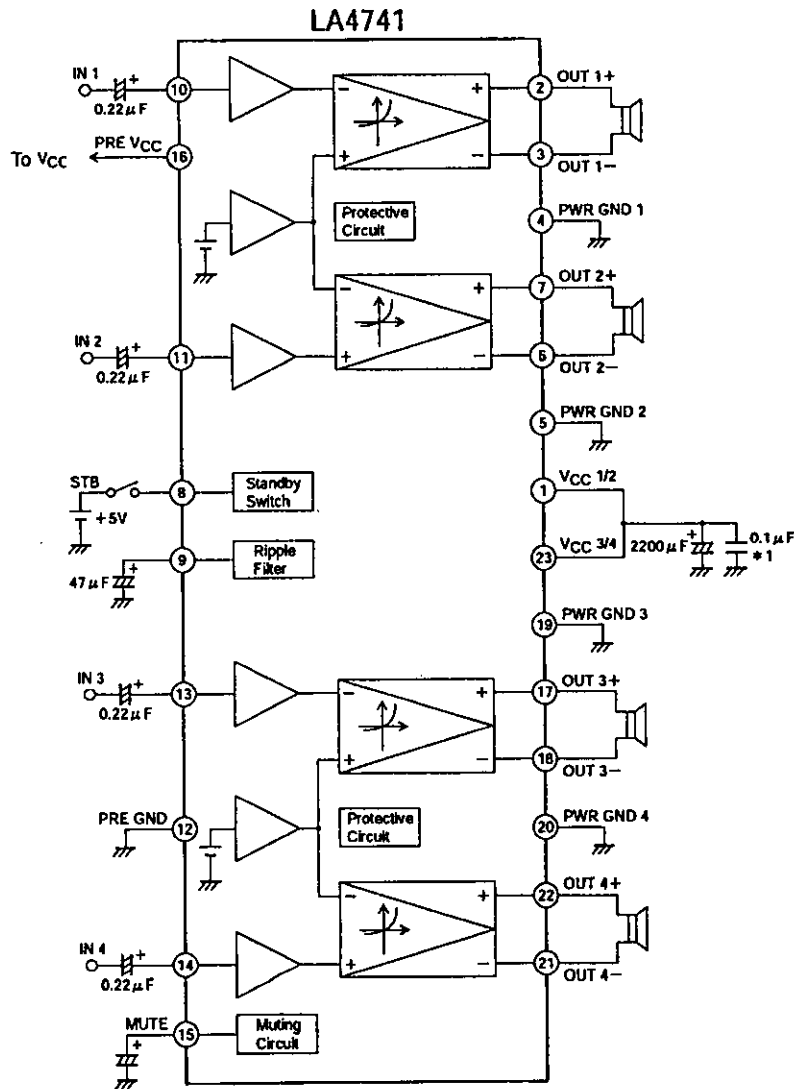 LA4741
IN 1
+
0.22μF
10
PRE VCC
To VCC
16
−
+
+
−
2
OUT 1+
3
OUT 1−
Protective
Circuit
4
PWR GND 1
−
+
+
−
7
OUT 2+
6
OUT 2−
IN 2
+
0.22μF
11
5
PWR GND 2
STB
+5V
8
Standby
Switch
1
VCC 1/2
23
VCC 3/4
2200μF
+
0.1μF
*1
9
Ripple
Filter
+
47μF
19
PWR GND 3
IN 3
+
0.22μF
13
−
+
+
−
17
OUT 3+
18
OUT 3−
PRE GND
12
Protective
Circuit
20
PWR GND 4
−
+
+
−
22
OUT 4+
21
OUT 4−
IN 4
+
0.22μF
14
MUTE
+
15
Muting
Circuit